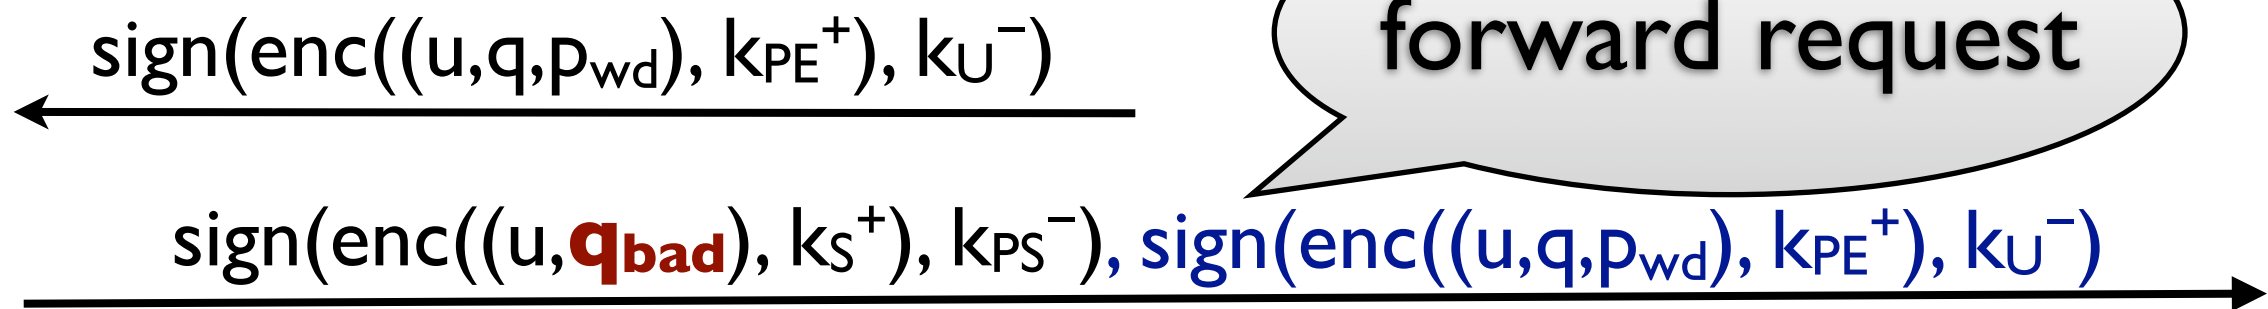 forward request
sign(enc((u,q,pwd), kPE+), kU−)
sign(enc((u,qbad), kS+), kPS−), sign(enc((u,q,pwd), kPE+), kU−)